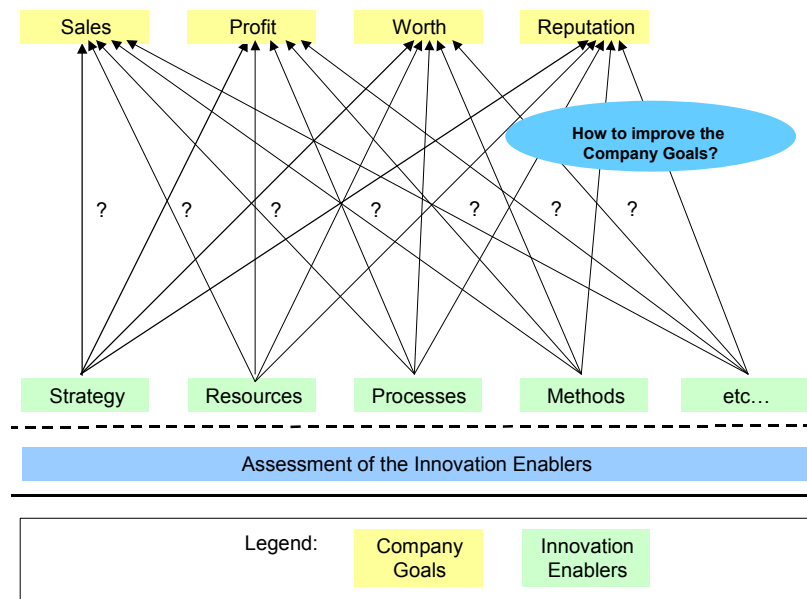 Sales Profit Worth Reputation
How to improve the
Company Goals?
? ? ? ? ? ? ?
Strategy Resources Processes Methods etc…
Assessment of the Innovation Enablers
Legend:
Company
Goals
Innovation
Enablers